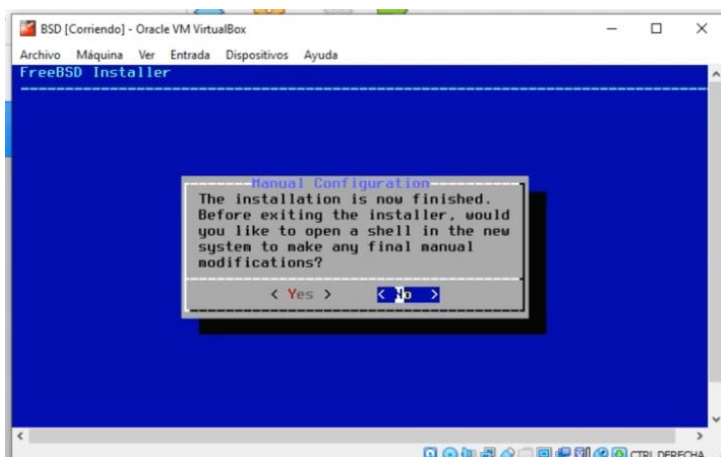 BSD [Corriendo] - Oracle VM VirtualBox
Archivo Máquina Ver Entrada Dispositivos Ayuda
FreeBSD Installer
Manual Configuration
The installation is now finished.
Before exiting the installer, would
you like to open a shell in the new
system to make any final manual
modifications?
< Yes > < No >
CTRL DERECHA